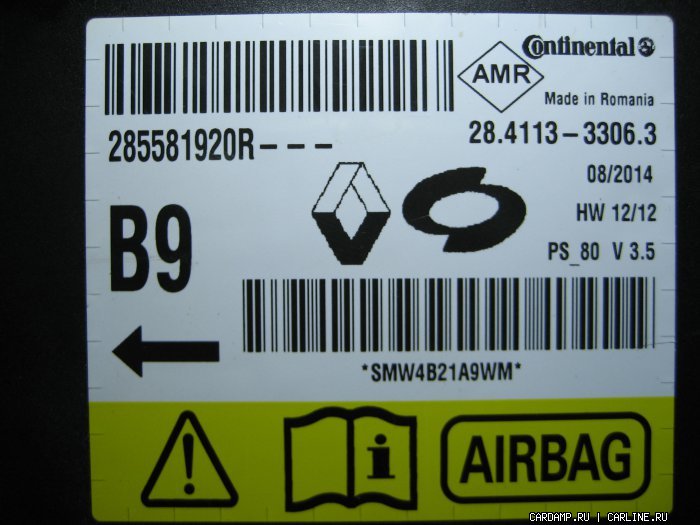 Continental
AMR
Made in Romania
285581920R---
28.4113-3306.3
08/2014
B9
HW 12/12
PS_80 V 3.5
*SMW4B21A9WM*
AIRBAG
CARDAMP.RU | CARLINE.RU